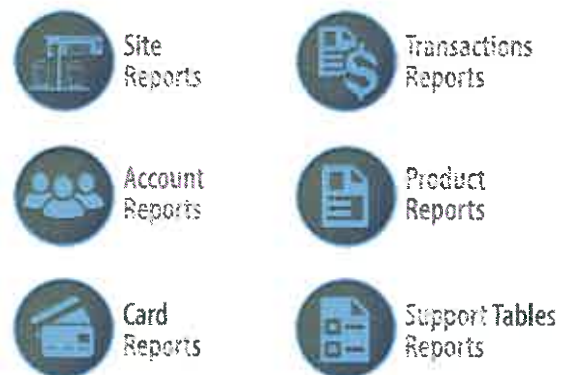 Site
Reports
Transactions
Reports
Account
Reports
Product
Reports
Card
Reports
Support Tables
Reports